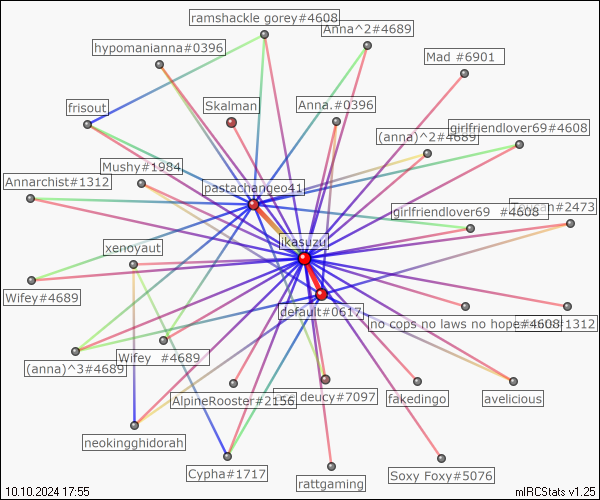 ramshackle gorey#4608
Anna^2#4689
hypomanianna#0396
Mad #6901
frisout
Skalman
Anna.#0396
girlfriendlover69#4608
(anna)^2#4689
Mushy#1984
Annarchist#1312
pastachangeo41
girlfriendlover69 #4608
#2473
ikasuzu
xenoyaut
Wifey#4689
default#0617
no cops no laws no hope#4608
#1312
Wifey #4689
(anna)^3#4689
AlpineRooster#2156
deucy#7097
fakedingo
avelicious
neokingghidorah
Cypha#1717
rattgaming
Soxy Foxy#5076
10.10.2024 17:55
mIRCStats v1.25